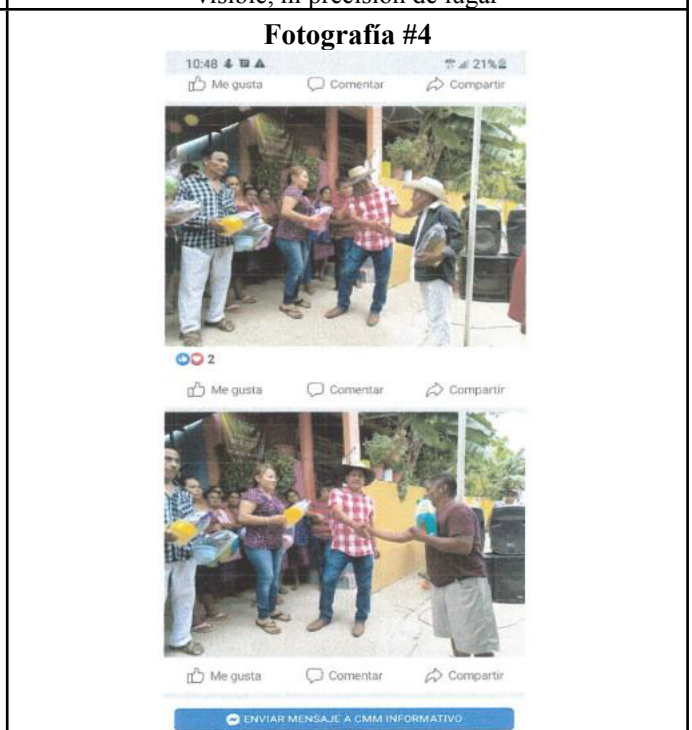 visible, ni precisión de lugar
Fotografía #4
10:48 21%
Me gusta Comentar Compartir
2
Me gusta Comentar Compartir
Me gusta Comentar Compartir
ENVIAR MENSAJE A CMM INFORMATIVO